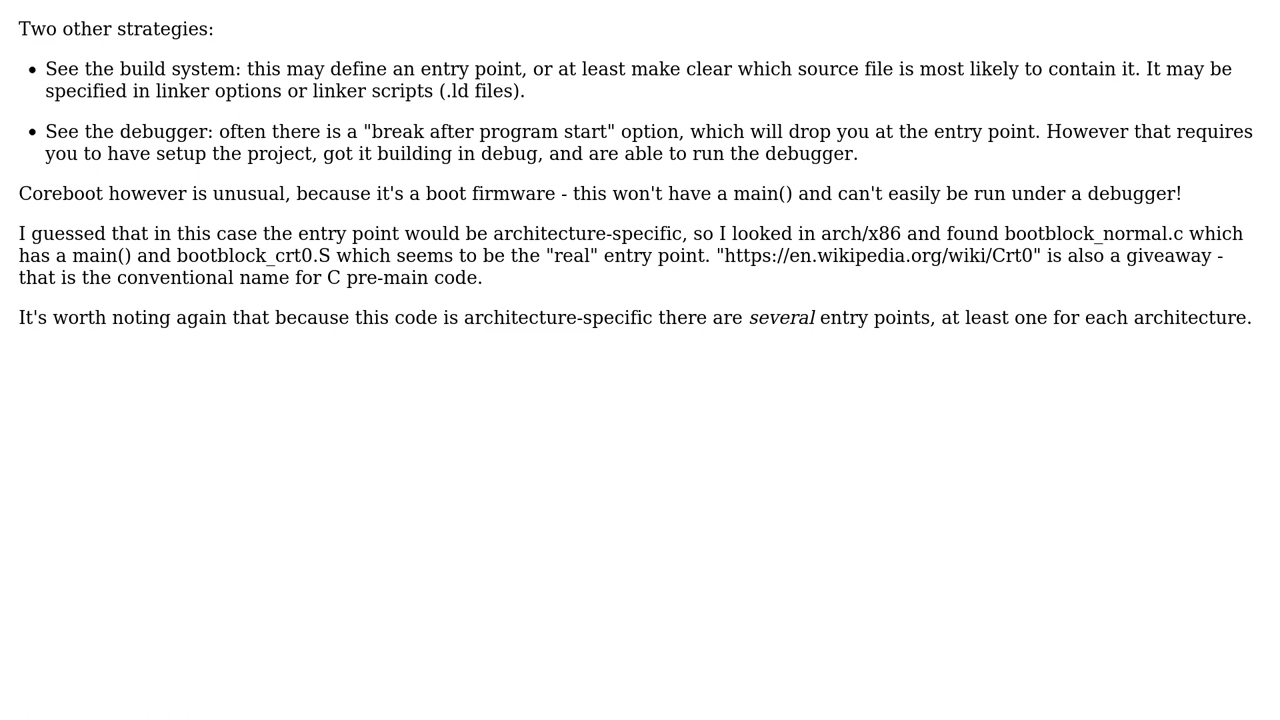 Two other strategies:
• See the build system: this may define an entry point, or at least make clear which source file is most likely to contain it. It may be
specified in linker options or linker scripts (.ld files).
• See the debugger: often there is a "break after program start" option, which will drop you at the entry point. However that requires
you to have setup the project, got it building in debug, and are able to run the debugger.
Coreboot however is unusual, because it's a boot firmware - this won't have a main() and can't easily be run under a debugger!
I guessed that in this case the entry point would be architecture-specific, so I looked in arch/x86 and found bootblock_normal.c which
has a main() and bootblock_crt0.S which seems to be the "real" entry point. "https://en.wikipedia.org/wiki/Crt0" is also a giveaway -
that is the conventional name for C pre-main code.
It's worth noting again that because this code is architecture-specific there are several entry points, at least one for each architecture.